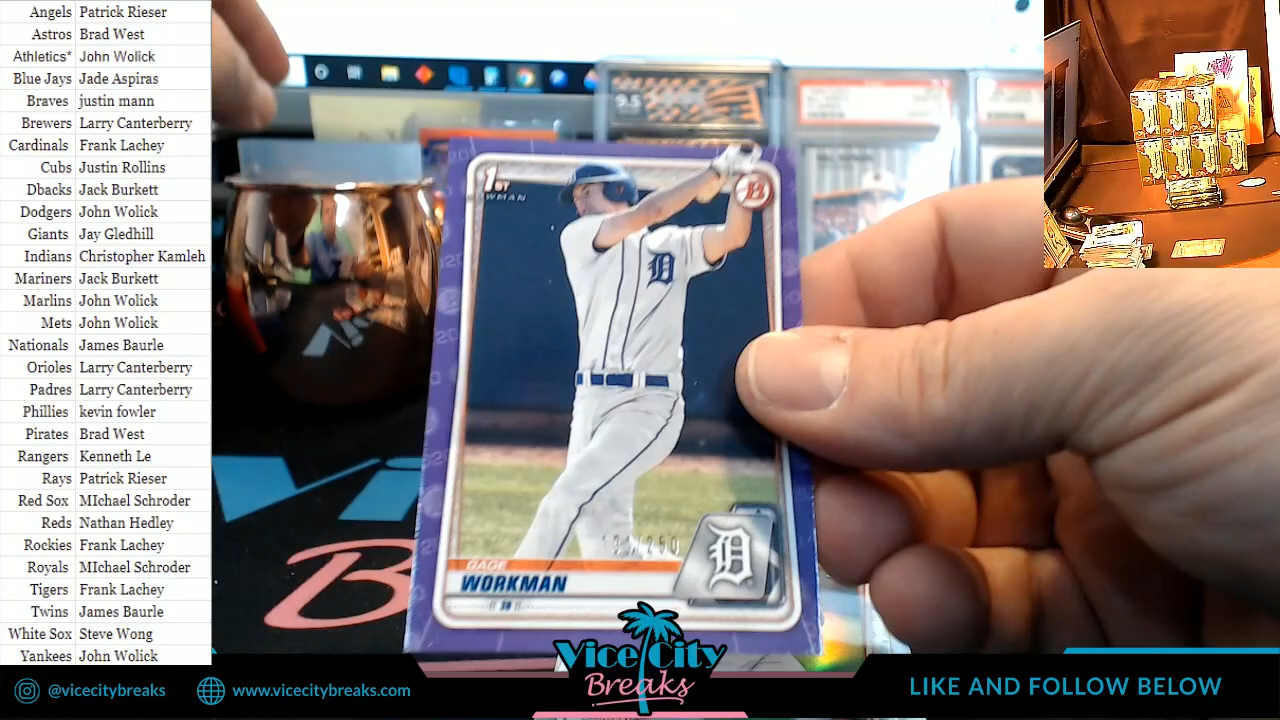 Angels Patrick Rieser
Astros Brad West
Athletics* John Wolick
Blue Jays Jade Aspiras
Braves justin mann
Brewers Larry Canterberry
Cardinals Frank Lachey
Cubs Justin Rollins
Dbacks Jack Burkett
Dodgers John Wolick
Giants Jay Gledhill
Indians Christopher Kamleh
Mariners Jack Burkett
Marlins John Wolick
Mets John Wolick
Nationals James Baurle
Orioles Larry Canterberry
Padres Larry Canterberry
Phillies kevin fowler
Pirates Brad West
Rangers Kenneth Le
Rays Patrick Rieser
Red Sox MIchael Schroder
Reds Nathan Hedley
Rockies Frank Lachey
Royals MIchael Schroder
Tigers Frank Lachey
Twins James Baurle
White Sox Steve Wong
Yankees John Wolick
9.5
1ST
BOWMAN
B
D
D
GAGE
WORKMAN
3B
B
Vice City
Breaks
@vicecitybreaks
www.vicecitybreaks.com
LIKE AND FOLLOW BELOW